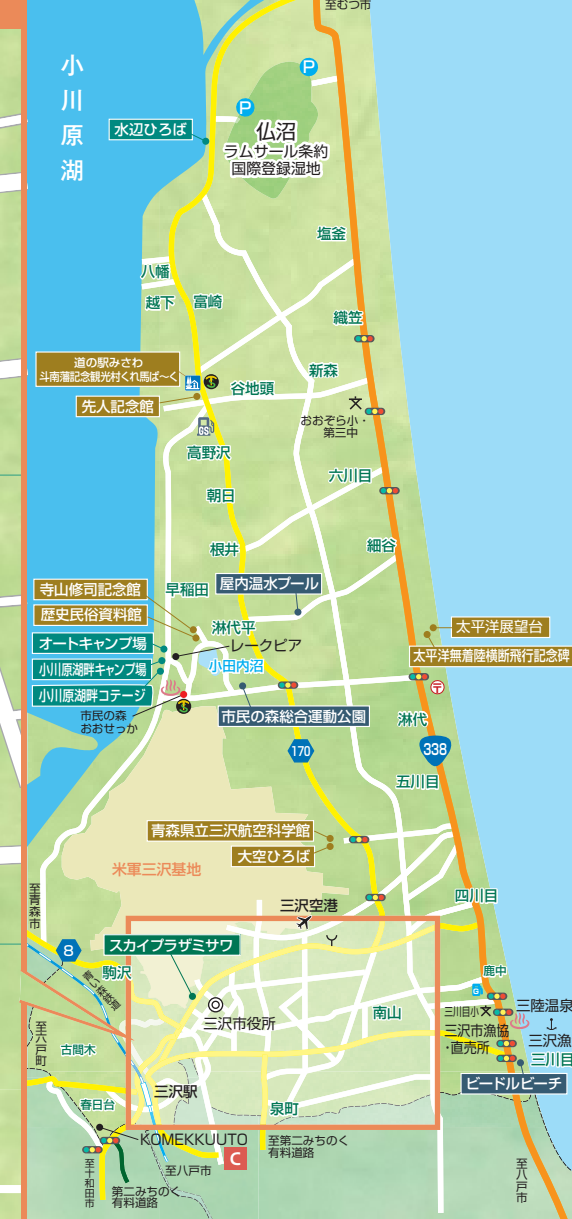 至むつ市
小川原湖
P
P
水辺ひろば
仏沼
ラムサール条約
国際登録湿地
塩釜
八幡
越下
富崎
織笠
道の駅みさわ
斗南藩記念観光村くれ馬ぱ〜く
新森
谷地頭
先人記念館
文
おおぞら小・
第三中
GS
高野沢
六川目
朝日
根井
細谷
屋内温水プール
寺山修司記念館
早稲田
歴史民俗資料館
淋代平
太平洋展望台
オートキャンプ場
レークピア
太平洋無着陸横断飛行記念碑
小川原湖畔キャンプ場
小田内沼
小川原湖畔コテージ
市民の森
おおせっか
市民の森総合運動公園
淋代
170
338
五川目
青森県立三沢航空科学館
大空ひろば
米軍三沢基地
至青森市
四川目
三沢空港
8
スカイプラザミサワ
駒沢
鹿中
G
青い森鉄道
三沢市役所
南山
三川目小
文
三陸温泉
至六戸町
三沢市漁協
・直売所
三沢漁
三川目
古間木
ビードルビーチ
三沢駅
春日台
泉町
KOMEKKUUTO
至第二みちのく
有料道路
C
至八戸市
至十和田市
第二みちのく
有料道路
至八戸市